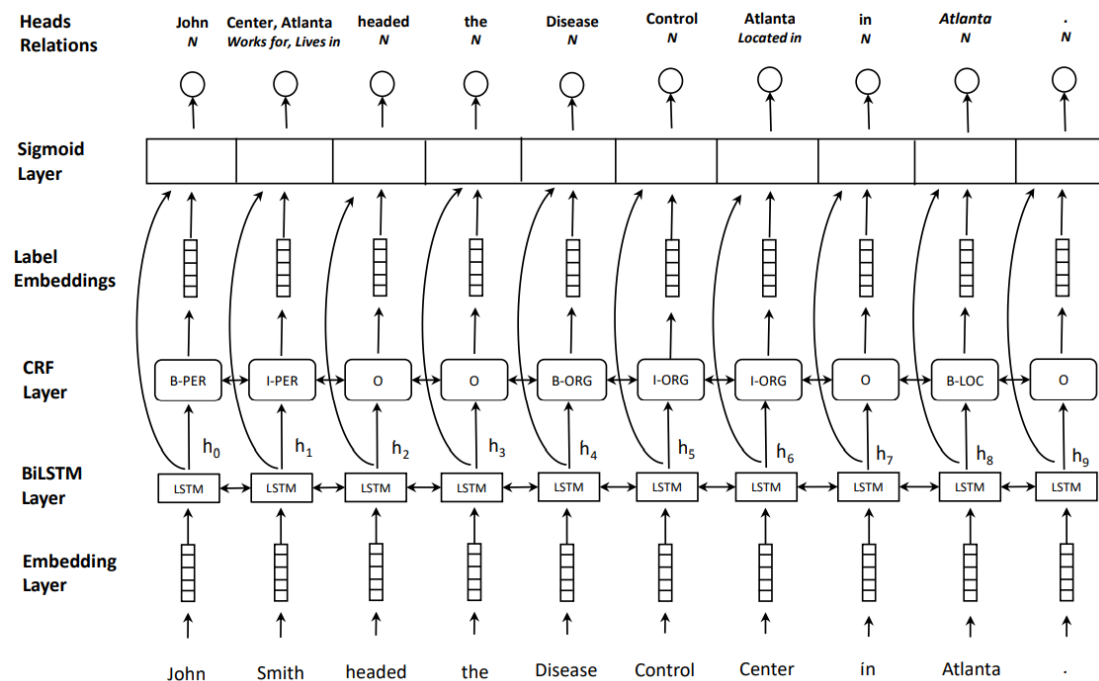 Heads John Center, Atlanta headed the Disease Control Atlanta in Atlanta .
Relations N Works for, Lives in N N N N Located in N N N
Sigmoid
Layer
Label
Embeddings
CRF
Layer
B-PER I-PER O O B-ORG I-ORG I-ORG O B-LOC O
h0 h1 h2 h3 h4 h5 h6 h7 h8 h9
BiLSTM
Layer
LSTM LSTM LSTM LSTM LSTM LSTM LSTM LSTM LSTM LSTM
Embedding
Layer
John Smith headed the Disease Control Center in Atlanta .